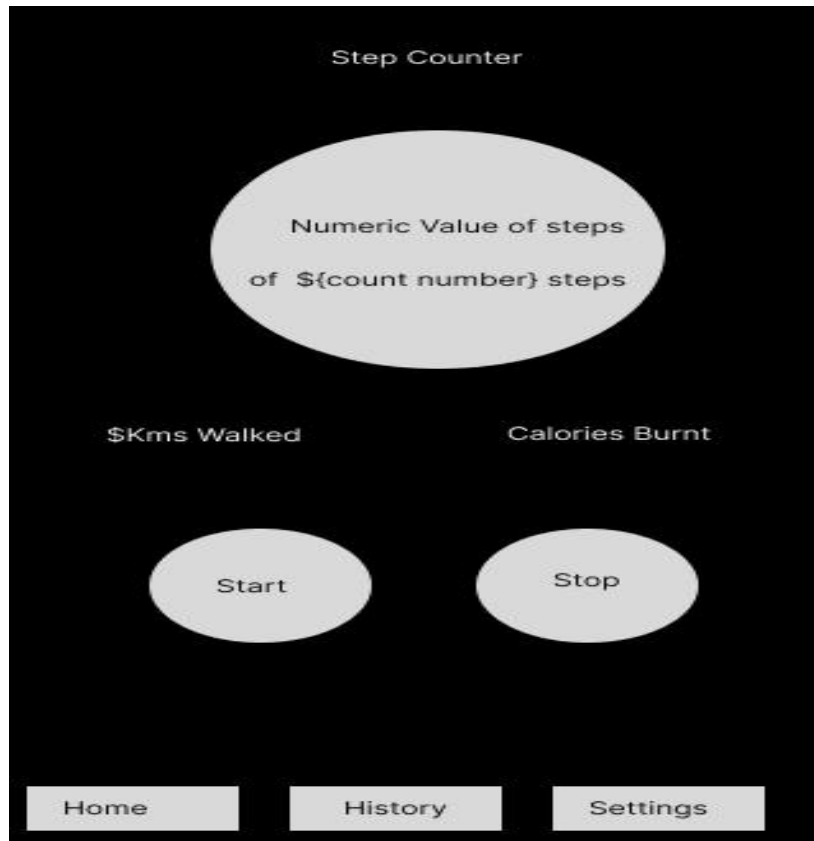 Step Counter
Numeric Value of steps
of ${count number} steps
$Kms Walked
Calories Burnt
Start
Stop
Home
History
Settings